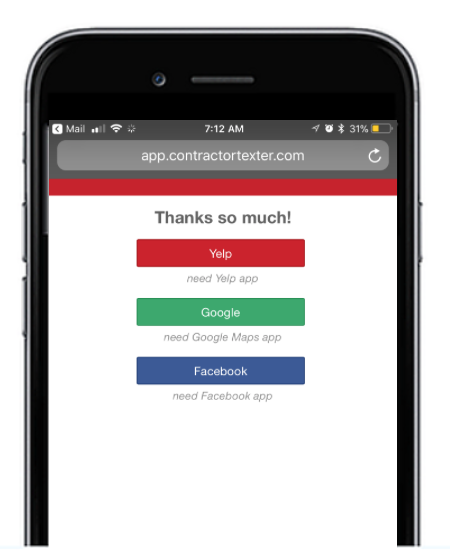 Mail 7:12 AM 31%
app.contractortexter.com
Thanks so much!
Yelp
need Yelp app
Google
need Google Maps app
Facebook
need Facebook app